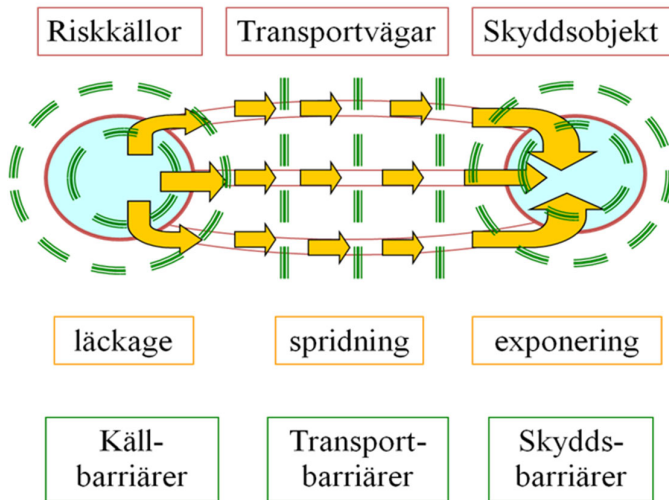 Riskkällor
Transportvägar
Skyddsobjekt
läckage
spridning
exponering
Käll-
barriärer
Transport-
barriärer
Skydds-
barriärer